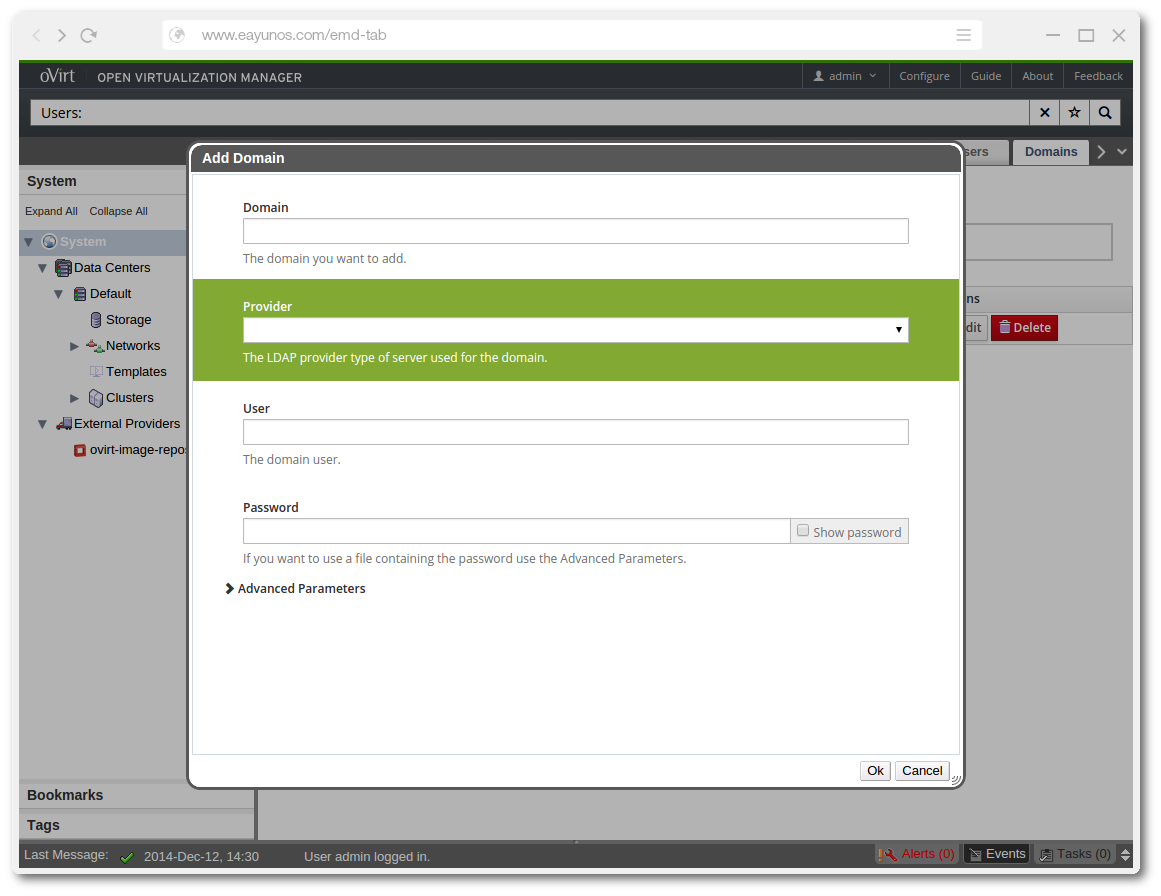 www.eayunos.com/emd-tab
oVirt OPEN VIRTUALIZATION MANAGER admin Configure Guide About Feedback
Users:
Add Domain
sers Domains
System
Expand All Collapse All
System
Data Centers
Default
Storage
Networks
Templates
Clusters
External Providers
ovirt-image-repos
Domain
The domain you want to add.
Provider
The LDAP provider type of server used for the domain.
User
The domain user.
Password
Show password
If you want to use a file containing the password use the Advanced Parameters.
Advanced Parameters
ns
dit Delete
Ok Cancel
Bookmarks
Tags
Last Message: 2014-Dec-12, 14:30 User admin logged in. Alerts (0) Events Tasks (0)